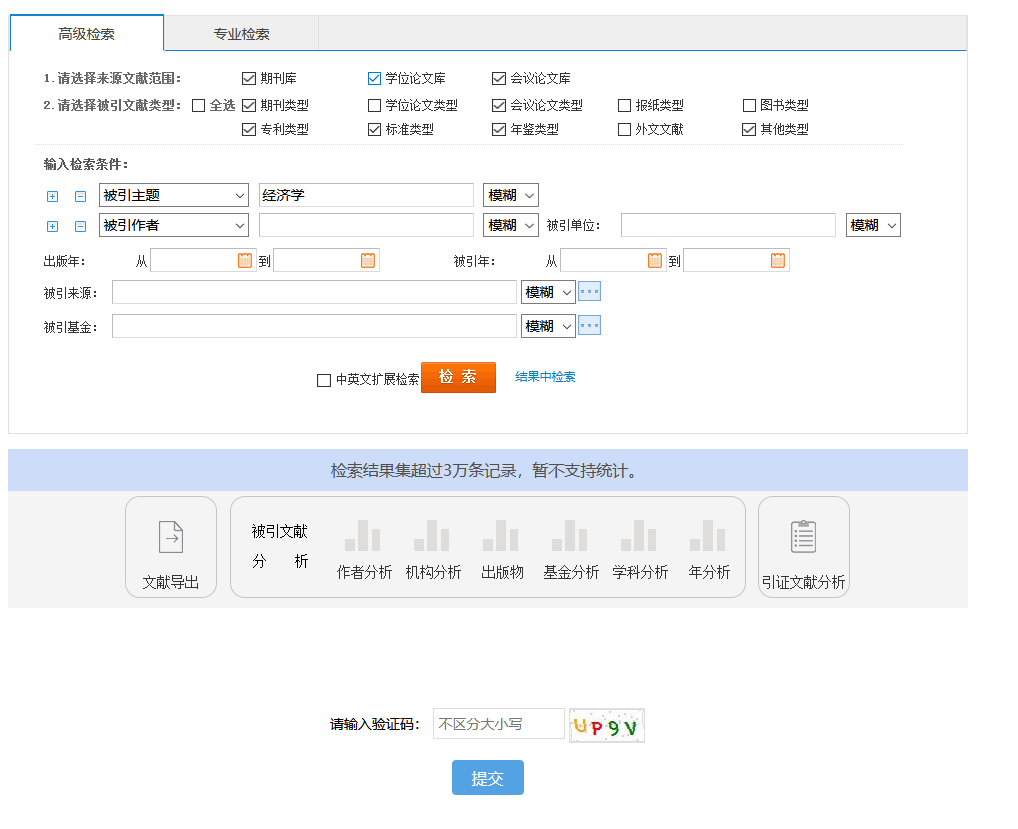 高级检索 专业检索
1.请选择来源文献范围: 期刊库 学位论文库 会议论文库
2.请选择被引文献类型: 全选 期刊类型 学位论文类型 会议论文类型 报纸类型 图书类型
专利类型 标准类型 年鉴类型 外文文献 其他类型
输入检索条件:
被引主题 经济学 模糊
被引作者 模糊 被引单位: 模糊
出版年: 从 到 被引年: 从 到
被引来源: 模糊
被引基金: 模糊
中英文扩展检索 检 索 结果中检索
检索结果集超过3万条记录，暂不支持统计。
文献导出
被引文献
分 析
作者分析 机构分析 出版物 基金分析 学科分析 年分析
引证文献分析
请输入验证码: 不区分大小写 UP9V
提交